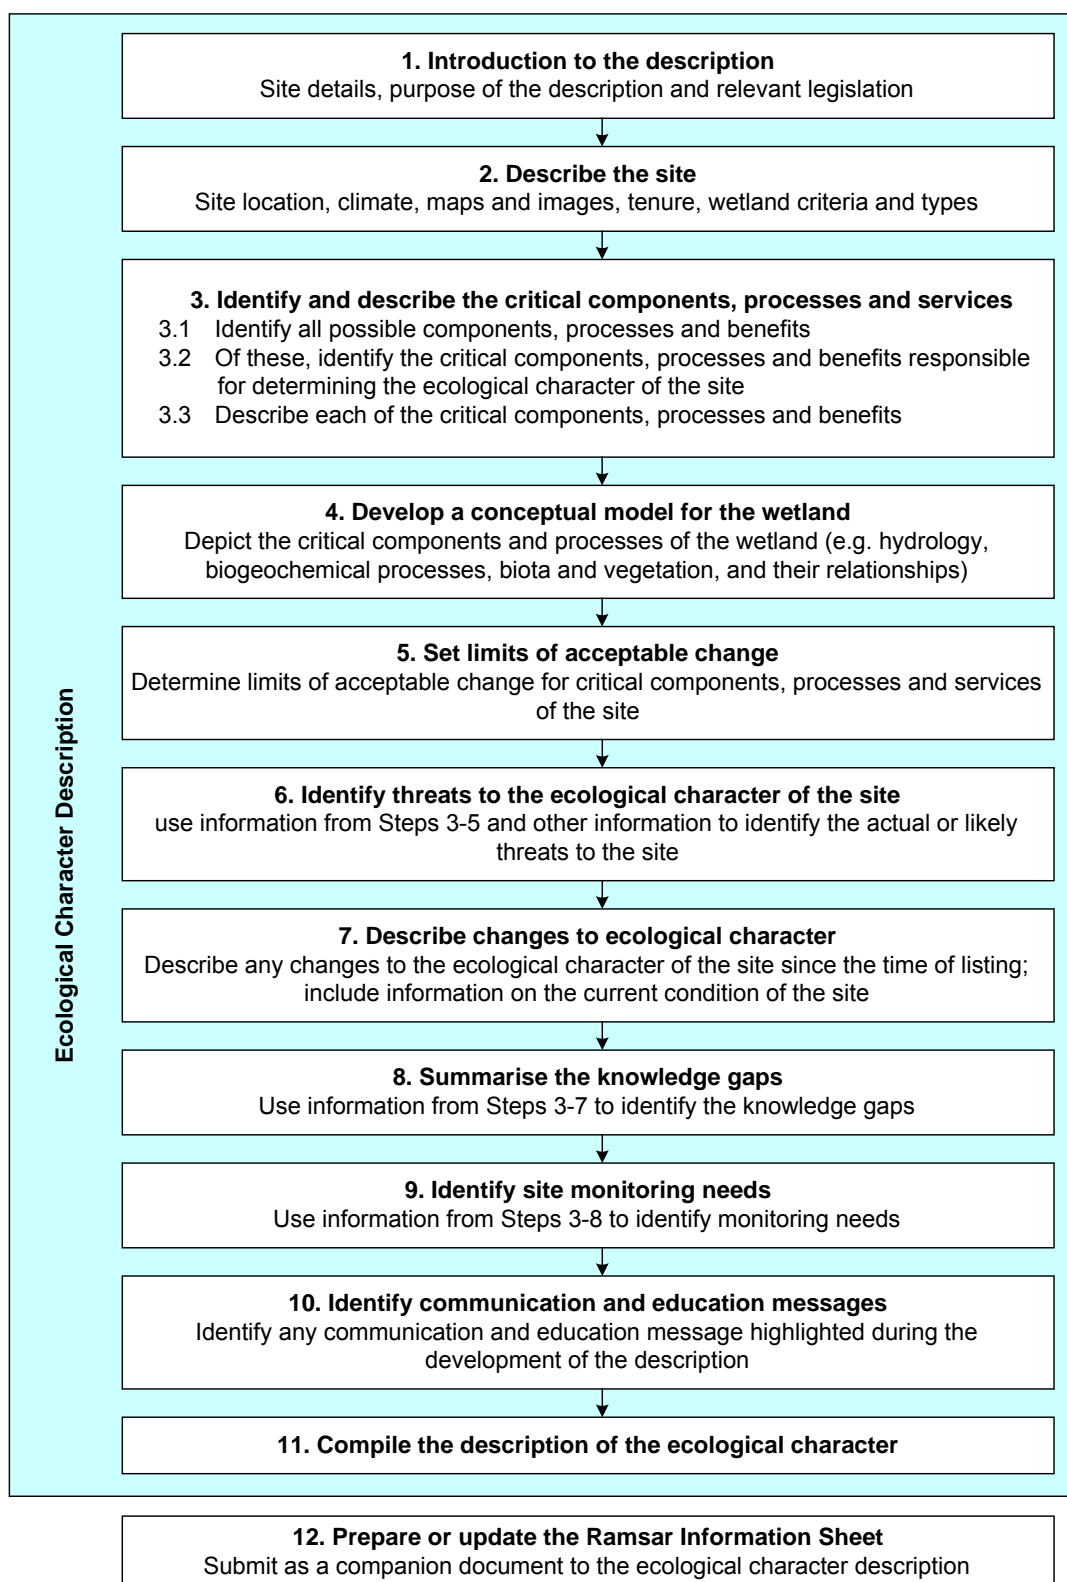 1. Introduction to the description
Site details, purpose of the description and relevant legislation
2. Describe the site
Site location, climate, maps and images, tenure, wetland criteria and types
3. Identify and describe the critical components, processes and services
3.1 Identify all possible components, processes and benefits
3.2 Of these, identify the critical components, processes and benefits responsible
for determining the ecological character of the site
3.3 Describe each of the critical components, processes and benefits
4. Develop a conceptual model for the wetland
Depict the critical components and processes of the wetland (e.g. hydrology,
biogeochemical processes, biota and vegetation, and their relationships)
5. Set limits of acceptable change
Determine limits of acceptable change for critical components, processes and services
of the site
6. Identify threats to the ecological character of the site
use information from Steps 3-5 and other information to identify the actual or likely
threats to the site
7. Describe changes to ecological character
Describe any changes to the ecological character of the site since the time of listing;
include information on the current condition of the site
8. Summarise the knowledge gaps
Use information from Steps 3-7 to identify the knowledge gaps
9. Identify site monitoring needs
Use information from Steps 3-8 to identify monitoring needs
10. Identify communication and education messages
Identify any communication and education message highlighted during the
development of the description
11. Compile the description of the ecological character
Ecological Character Description
12. Prepare or update the Ramsar Information Sheet
Submit as a companion document to the ecological character description